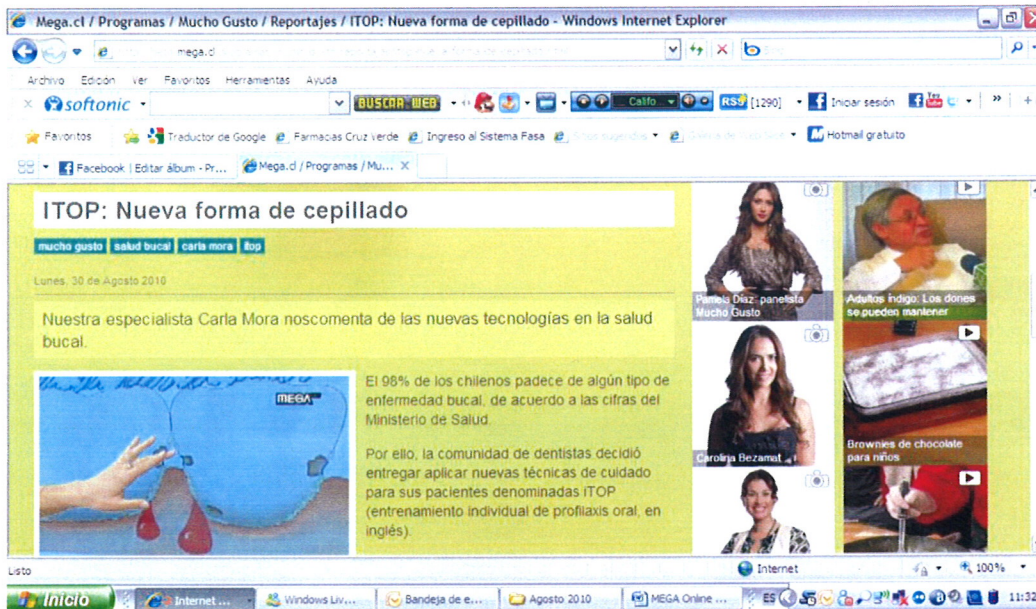 Mega.cl / Programas / Mucho Gusto / Reportajes / ITOP: Nueva forma de cepillado - Windows Internet Explorer
mega.cl
Archivo Edición Ver Favoritos Herramientas Ayuda
softonic BUSCAR WEB Califo... RSS [1290] Iniciar sesión You
Favoritos Traductor de Google Farmacias Cruz Verde Ingreso al Sistema Fasa Hotmail gratuito
Facebook | Editar álbum - Pr... Mega.cl / Programas / Mu... X
ITOP: Nueva forma de cepillado
mucho gusto salud bucal carla mora itop
Lunes, 30 de Agosto 2010
Nuestra especialista Carla Mora noscomenta de las nuevas tecnologías en la salud
bucal.
MEGA
El 98% de los chilenos padece de algún tipo de
enfermedad bucal, de acuerdo a las cifras del
Ministerio de Salud.
Por ello, la comunidad de dentistas decidió
entregar aplicar nuevas técnicas de cuidado
para sus pacientes denominadas iTOP
(entrenamiento individual de profilaxis oral, en
inglés).
Pamela Díaz: panelista
Mucho Gusto
Adultos índigo: Los dones
se pueden mantener
Carolina Bezamat
Brownies de chocolate
para niños
Listo Internet 100%
Inicio Internet ... Windows Liv... Bandeja de e... Agosto 2010 MEGA Online ... ES 11:38